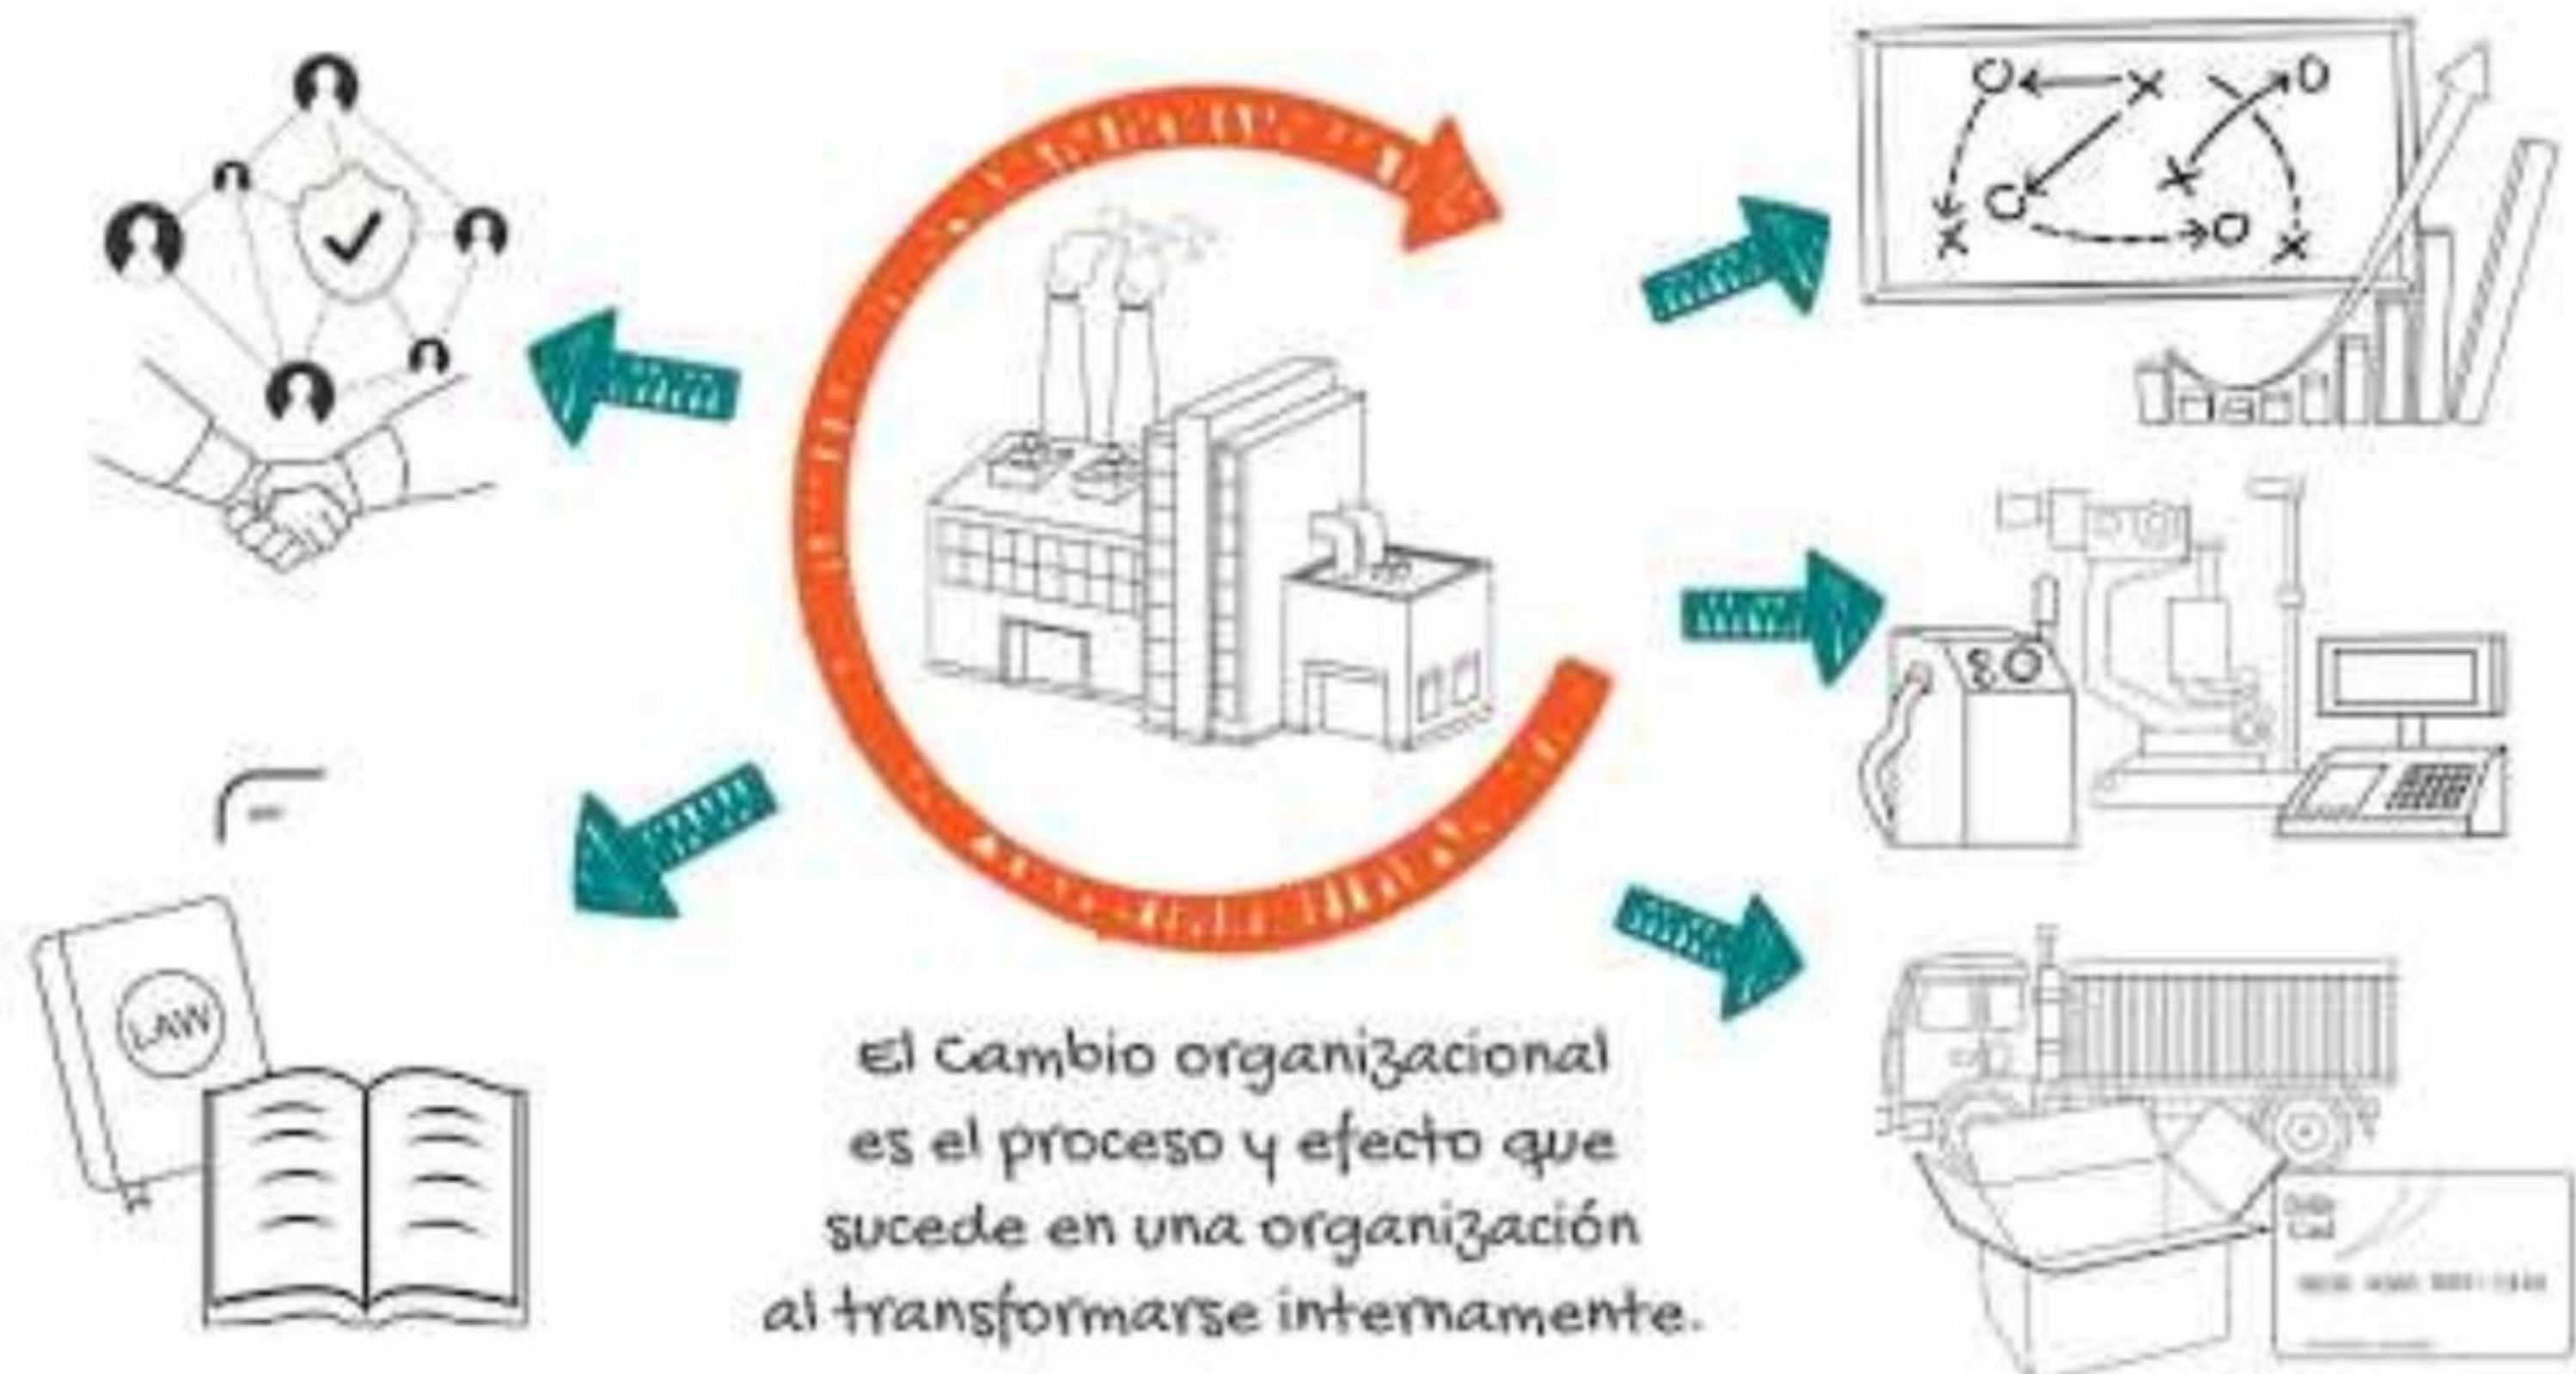 LAW
El Cambio organizacional
es el proceso y efecto que
sucede en una organización
al transformarse internamente.